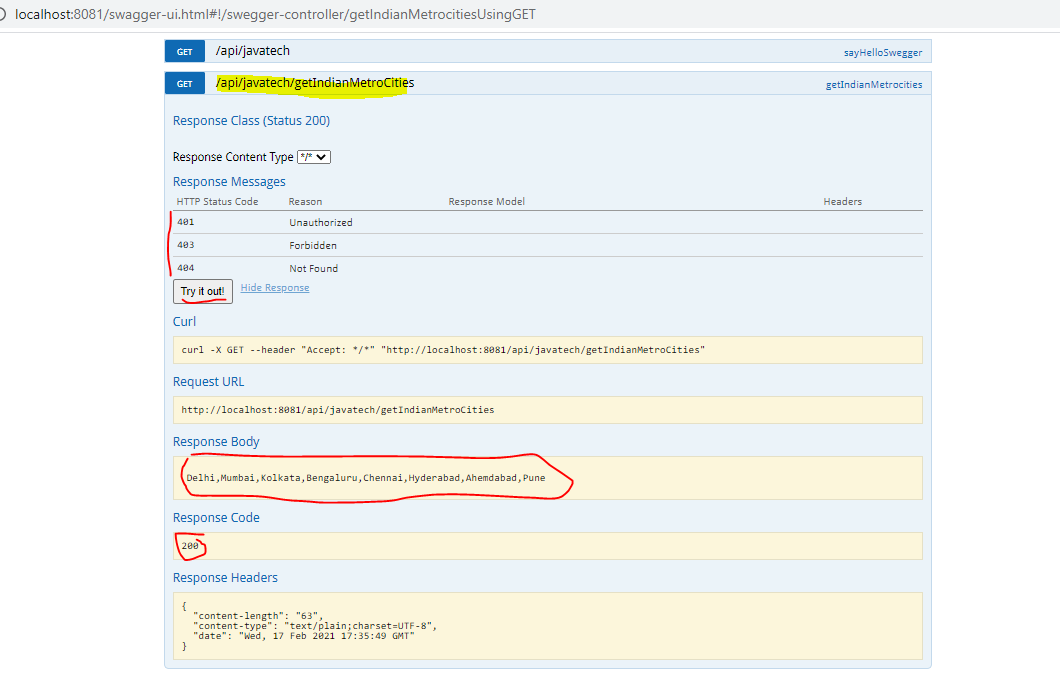 localhost:8081/swagger-ui.html#!/swegger-controller/getIndianMetrocitiesUsingGET
GET /api/javatech sayHelloSwegger
GET /api/javatech/getIndianMetroCities getIndianMetrocities
Response Class (Status 200)
Response Content Type */*
Response Messages
HTTP Status Code Reason Response Model Headers
401 Unauthorized
403 Forbidden
404 Not Found
Try it out! Hide Response
Curl
curl -X GET --header "Accept: */*" "http://localhost:8081/api/javatech/getIndianMetroCities"
Request URL
http://localhost:8081/api/javatech/getIndianMetroCities
Response Body
Delhi,Mumbai,Kolkata,Bengaluru,Chennai,Hyderabad,Ahemdabad,Pune
Response Code
200
Response Headers
{
"content-length": "63",
"content-type": "text/plain;charset=UTF-8",
"date": "Wed, 17 Feb 2021 17:35:49 GMT"
}